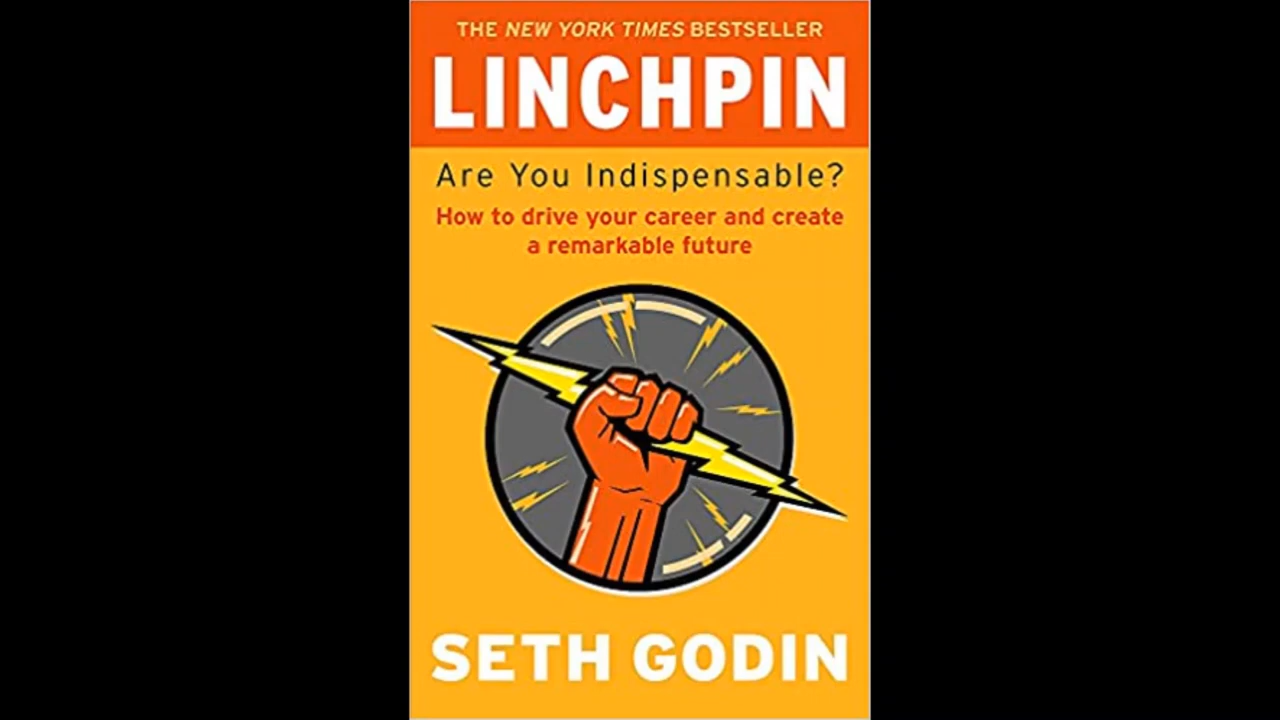 THE NEW YORK TIMES BESTSELLER
LINCHPIN
Are You Indispensable?
How to drive your career and create
a remarkable future
SETH GODIN